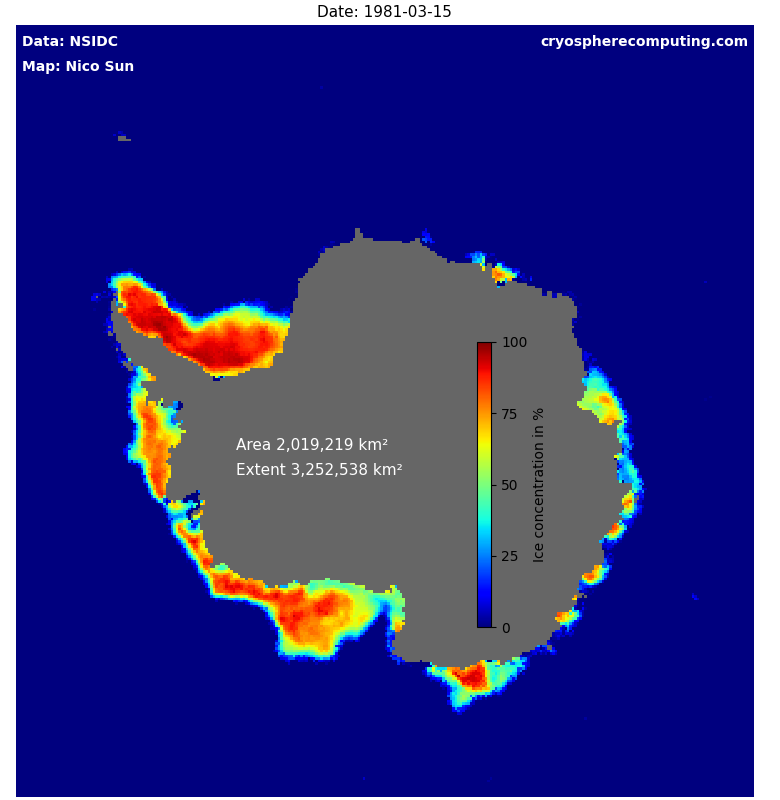 Date: 1981-03-15
Data: NSIDC
cryospherecomputing.com
Map: Nico Sun
100
75
50
25
0
Ice concentration in %
Area 2,019,219 km²
Extent 3,252,538 km²